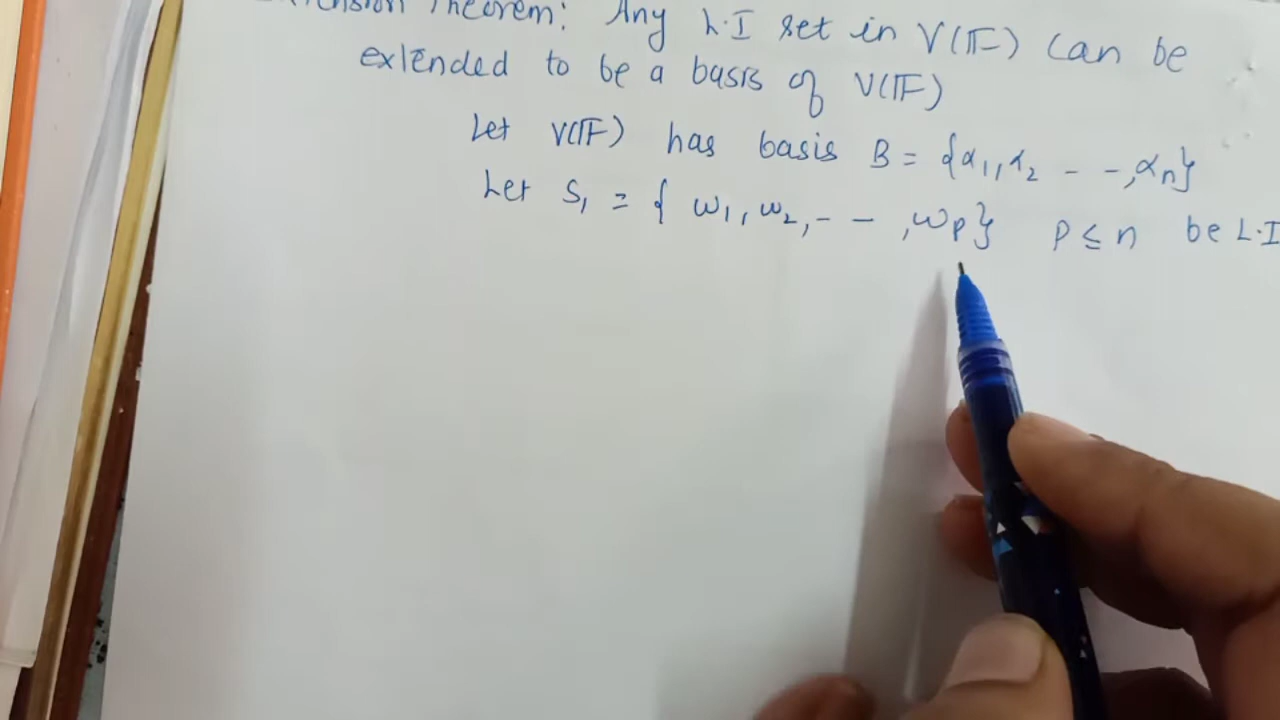 Theorem: Any L.I set in V(𝔽) can be
extended to be a basis of V(𝔽)
Let V(𝔽) has basis B = {α₁, α₂ - -, αₙ}
Let S₁ = { ω₁, ω₂, - - , ωₚ} p ≤ n be L.I